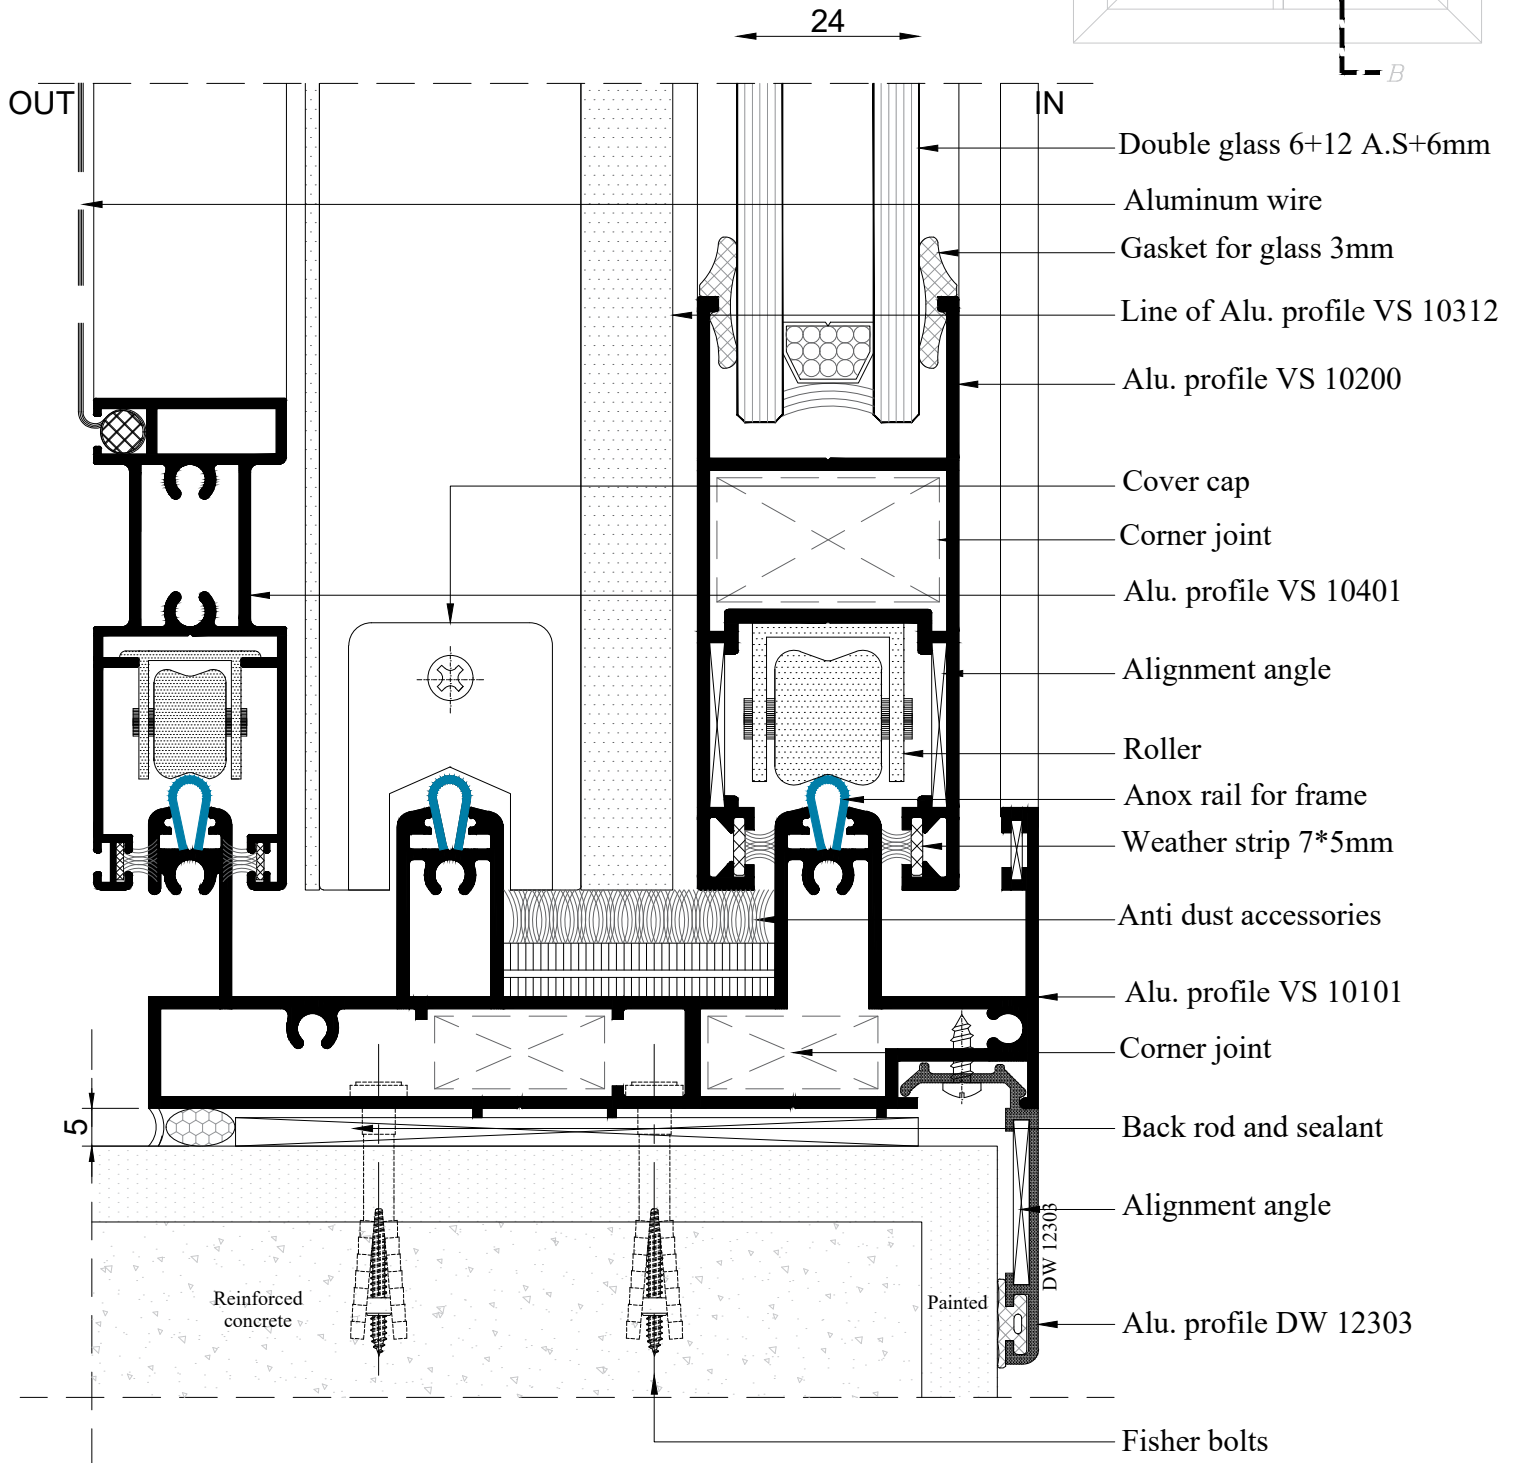 24
B
OUT
IN
Double glass 6+12 A.S+6mm
Aluminum wire
Gasket for glass 3mm
Line of Alu. profile VS 10312
Alu. profile VS 10200
Cover cap
Corner joint
Alu. profile VS 10401
Alignment angle
Roller
Anox rail for frame
Weather strip 7*5mm
Anti dust accessories
Alu. profile VS 10101
Corner joint
5
Back rod and sealant
Alignment angle
DW 12303
Reinforced
concrete
Painted
Alu. profile DW 12303
Fisher bolts